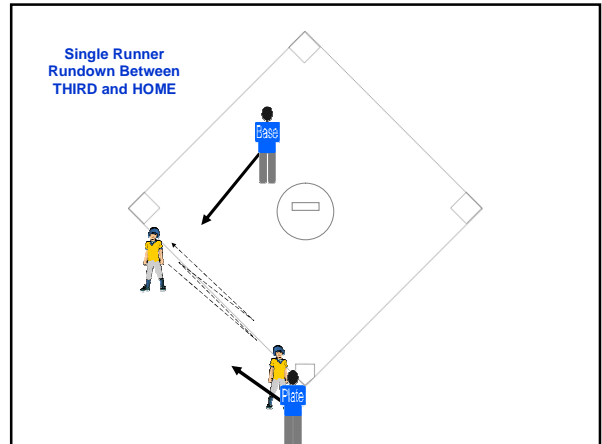 Single Runner
Rundown Between
THIRD and HOME
Base
Plate